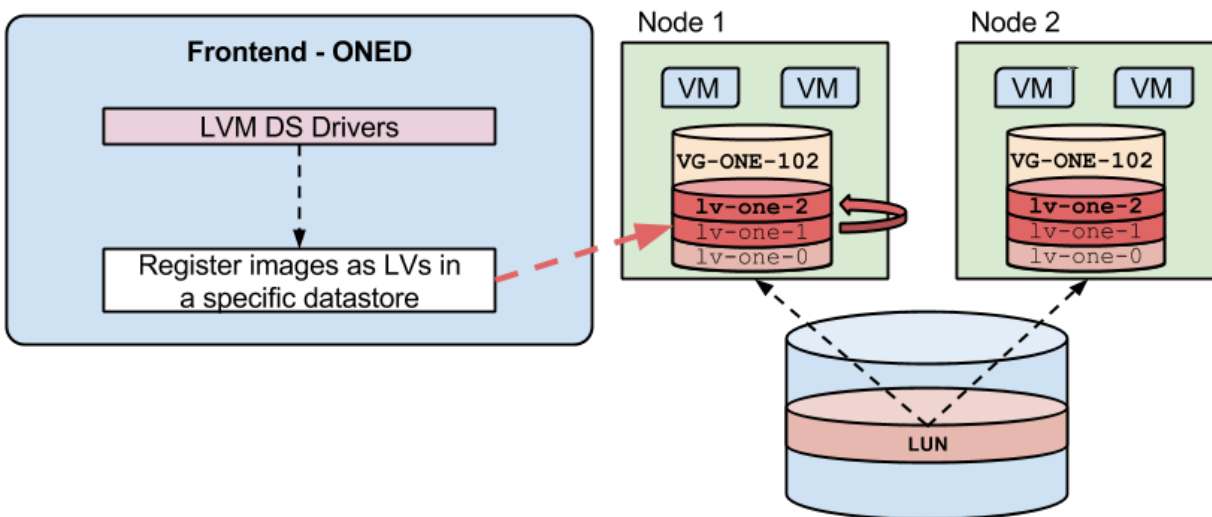 Frontend - ONED
LVM DS Drivers
Register images as LVs in
a specific datastore
Node 1
VM
VM
VG-ONE-102
lv-one-2
lv-one-1
lv-one-0
Node 2
VM
VM
VG-ONE-102
lv-one-2
lv-one-1
lv-one-0
LUN